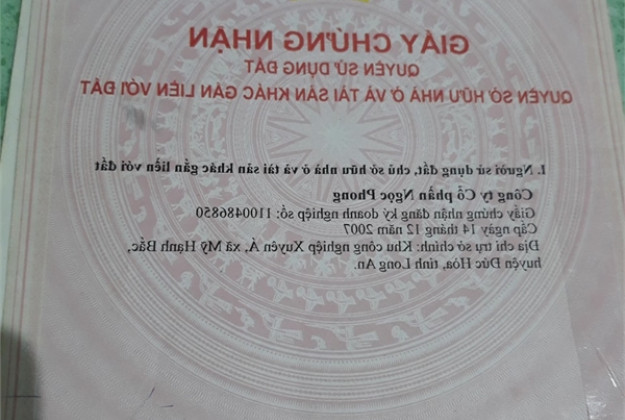 GIẤY CHỨNG NHẬN
QUYỀN SỬ DỤNG ĐẤT
QUYỀN SỞ HỮU NHÀ Ở VÀ TÀI SẢN KHÁC GẮN LIỀN VỚI ĐẤT
I. Người sử dụng đất, chủ sở hữu nhà ở và tài sản khác gắn liền với đất
Công ty Cổ phần Ngọc Phong
Giấy chứng nhận đăng ký doanh nghiệp số: 1100486850
Cấp ngày 14 tháng 12 năm 2007
Địa chỉ trụ sở chính: Khu công nghiệp Xuyên Á, xã Mỹ Hạnh Bắc,
huyện Đức Hòa, tỉnh Long An.